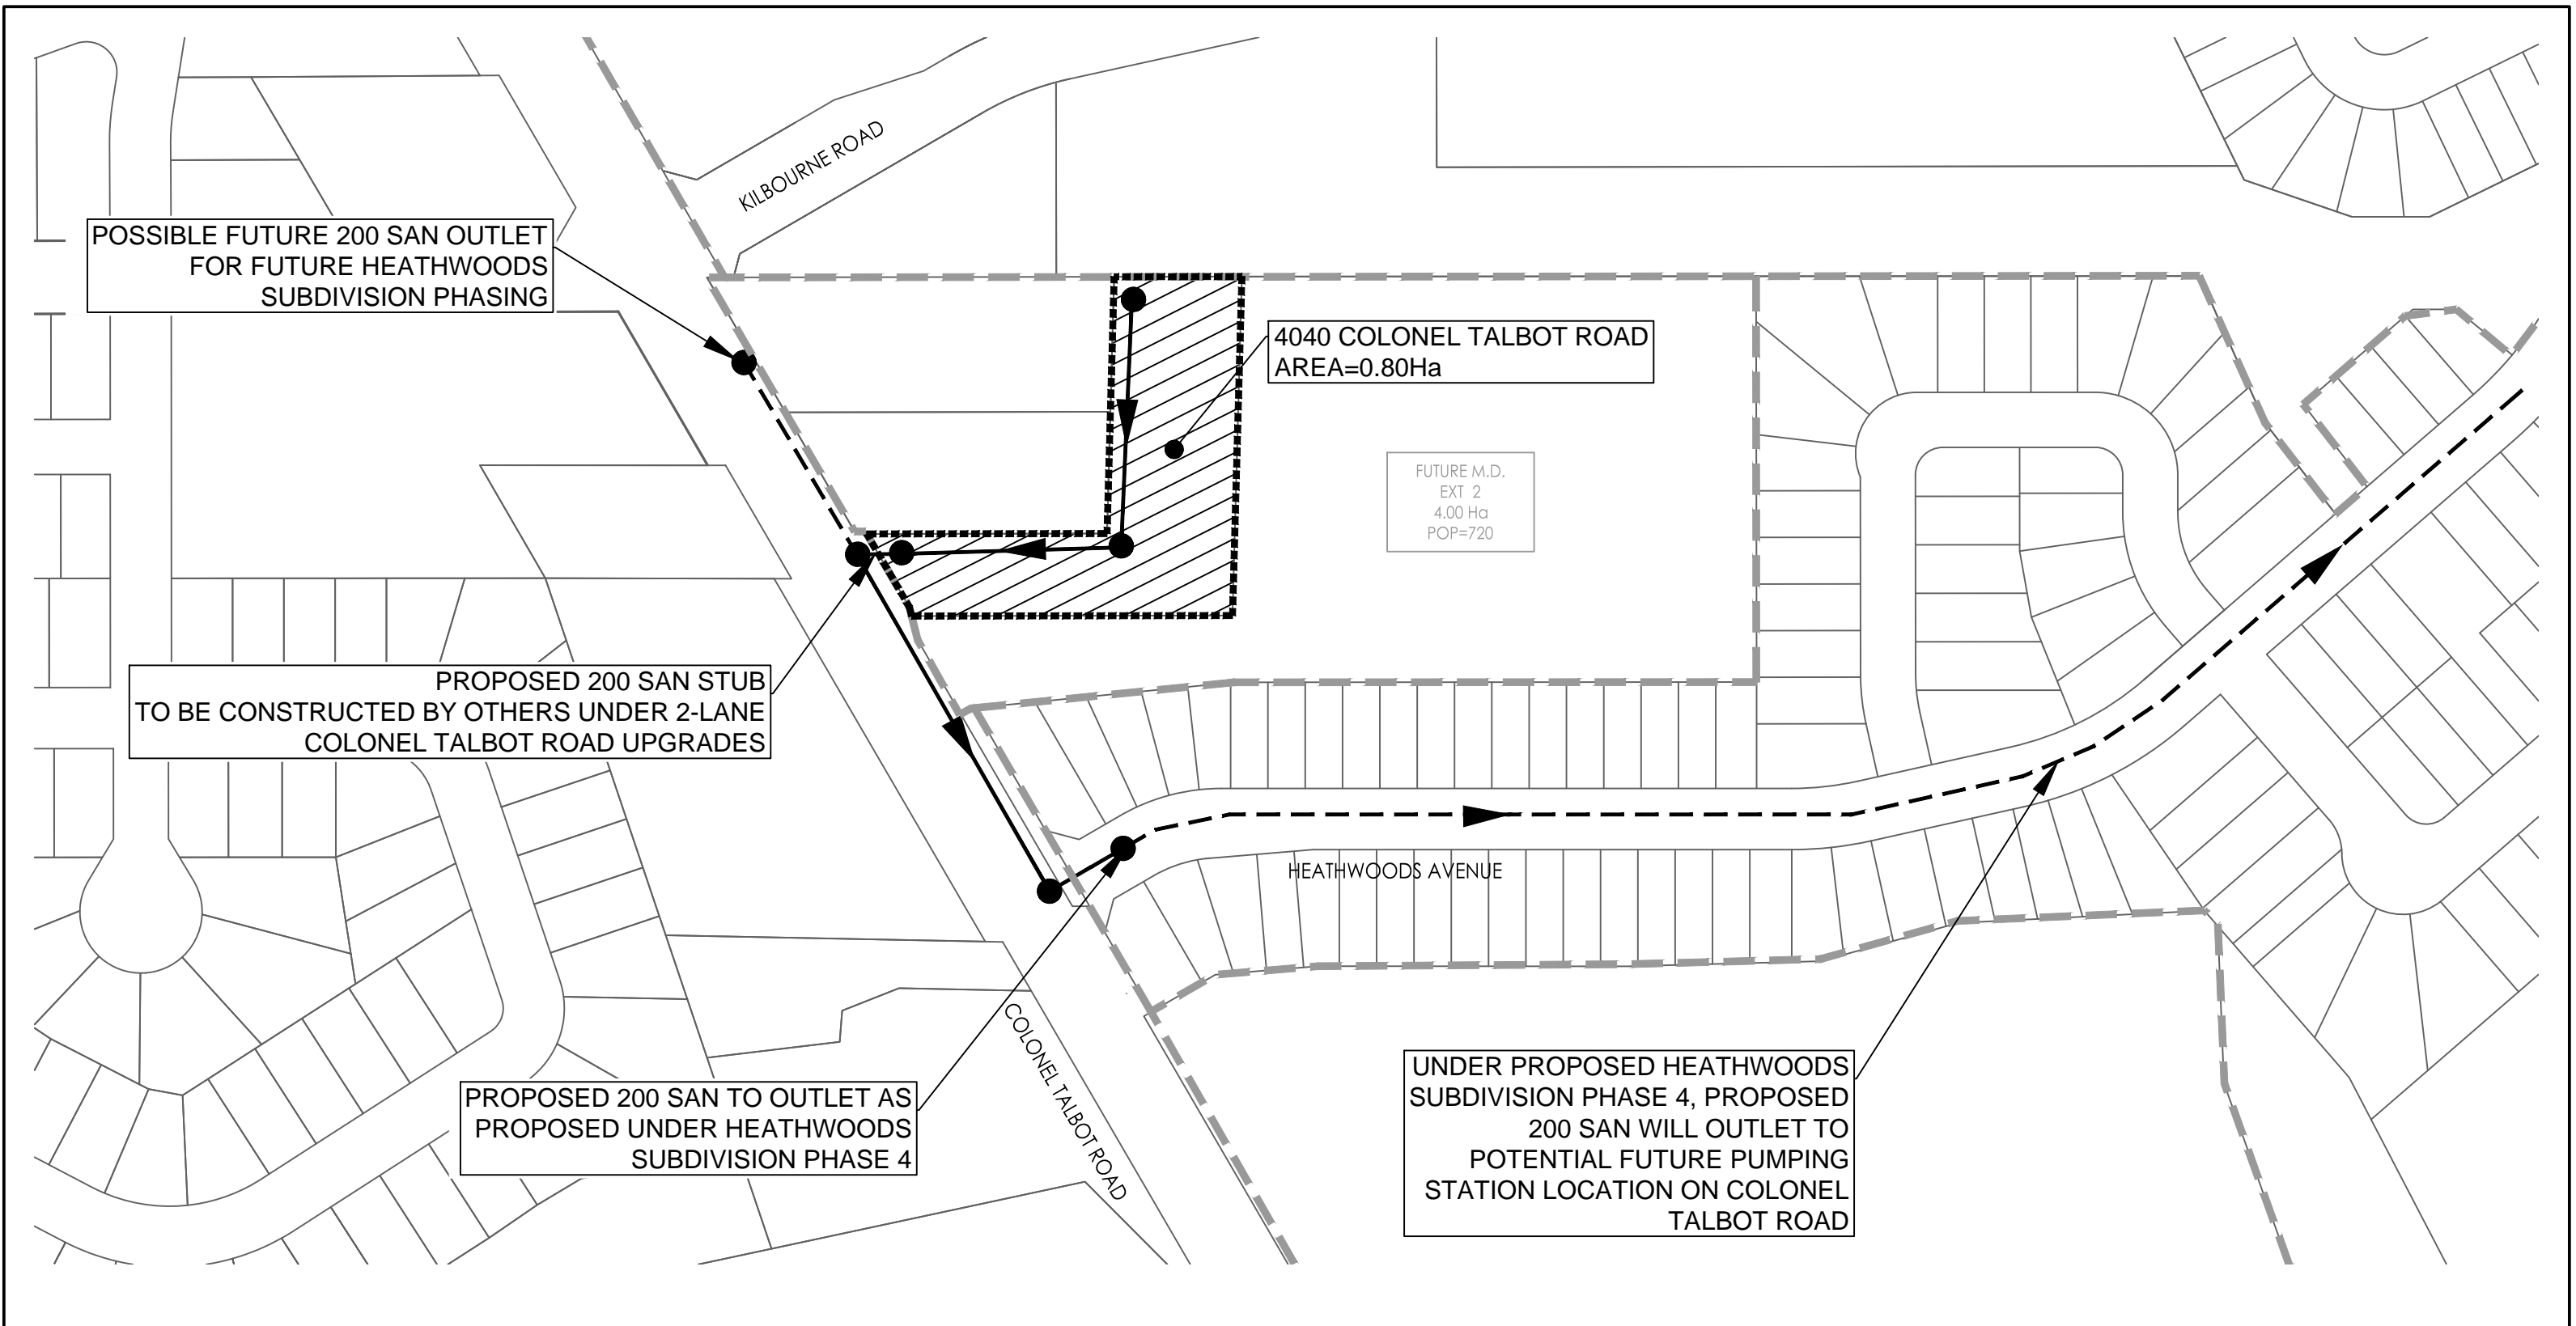 KILBOURNE ROAD
POSSIBLE FUTURE 200 SAN OUTLET
FOR FUTURE HEATHWOODS
SUBDIVISION PHASING
4040 COLONEL TALBOT ROAD
AREA=0.80Ha
FUTURE M.D.
EXT 2
4.00 Ha
POP=720
PROPOSED 200 SAN STUB
TO BE CONSTRUCTED BY OTHERS UNDER 2-LANE
COLONEL TALBOT ROAD UPGRADES
HEATHWOODS AVENUE
COLONEL TALBOT ROAD
PROPOSED 200 SAN TO OUTLET AS
PROPOSED UNDER HEATHWOODS
SUBDIVISION PHASE 4
UNDER PROPOSED HEATHWOODS
SUBDIVISION PHASE 4, PROPOSED
200 SAN WILL OUTLET TO
POTENTIAL FUTURE PUMPING
STATION LOCATION ON COLONEL
TALBOT ROAD